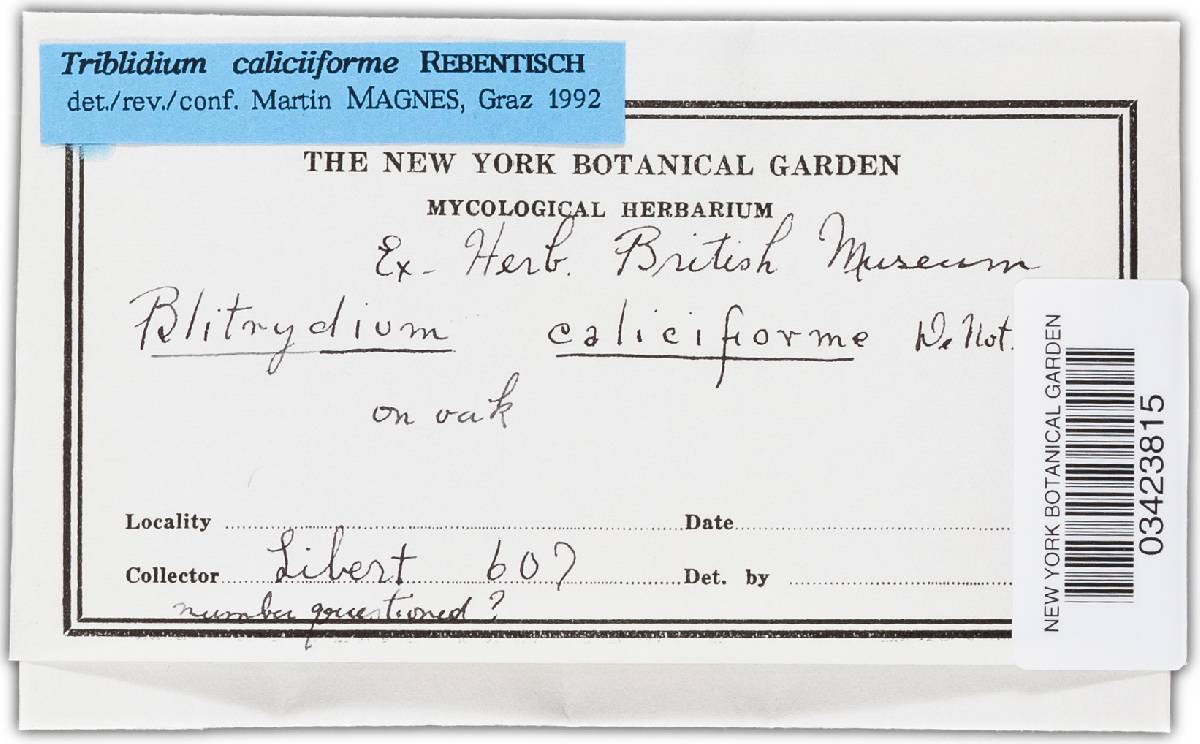 Triblidium caliciiforme REBENTISCH
det./rev./conf. Martin MAGNES, Graz 1992
THE NEW YORK BOTANICAL GARDEN
MYCOLOGICAL HERBARIUM
Ex- Herb. British Museum
Blitrydium caliciforme De Not.
on oak
Locality Date
Collector Libert 607 Det. by
number questioned?
NEW YORK BOTANICAL GARDEN
03423815